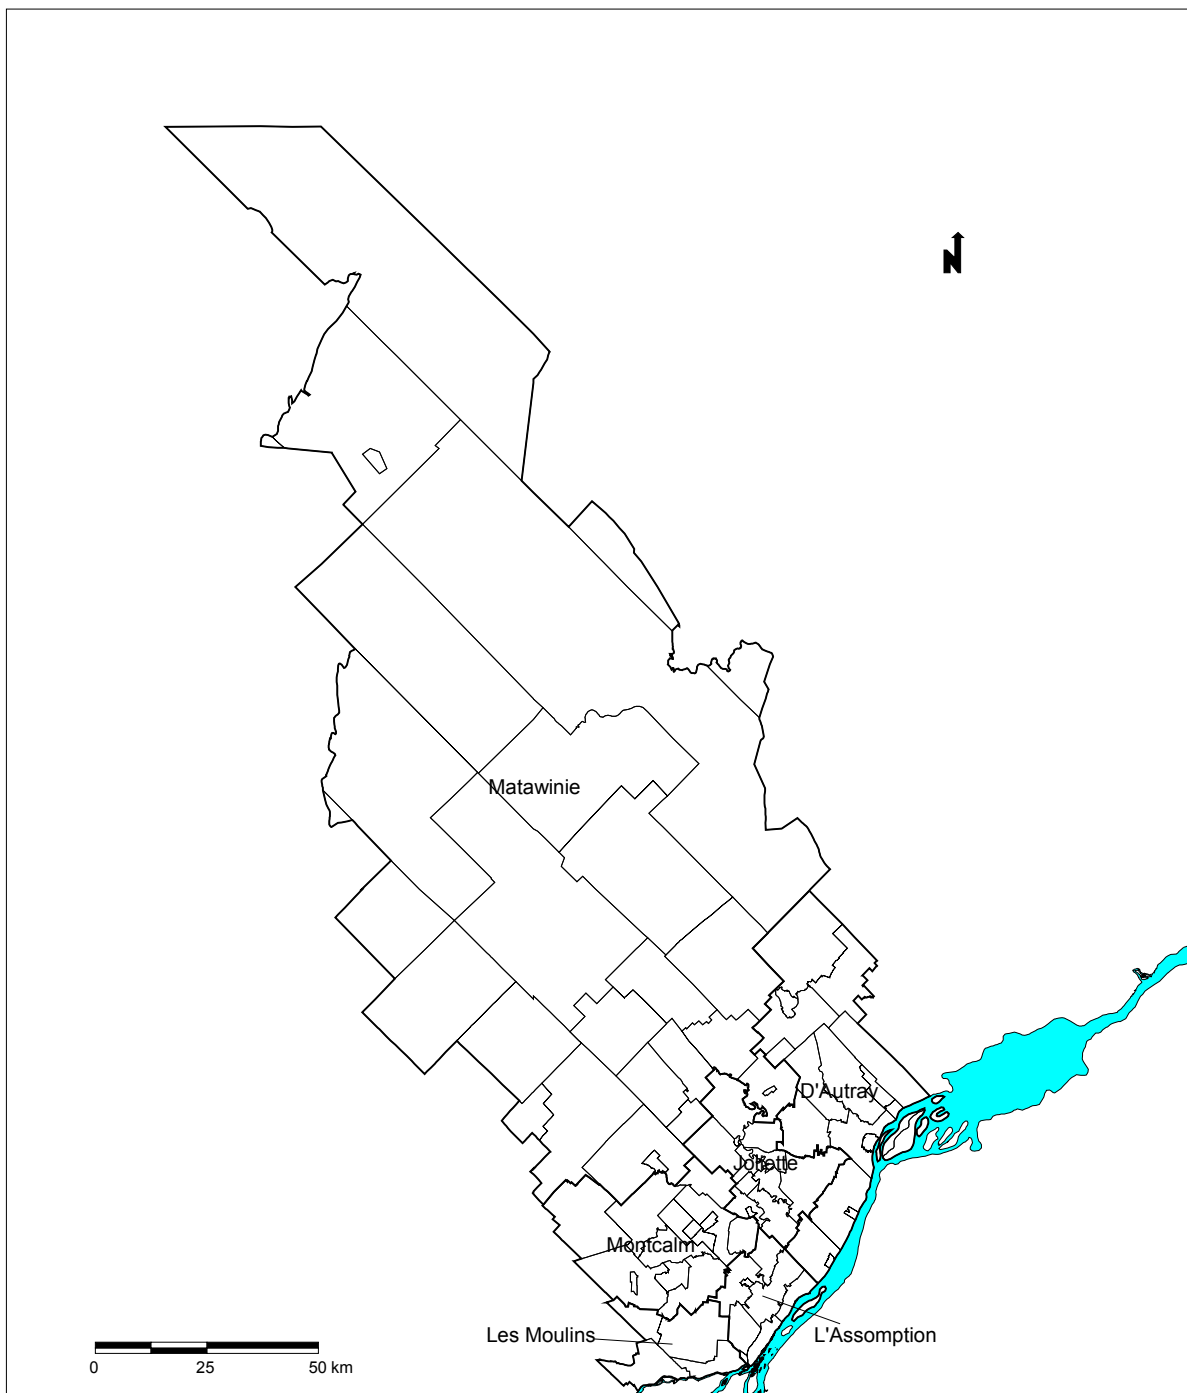 N
Matawinie
D'Autray
Joliette
Montcalm
Les Moulins
L'Assomption
0 25 50 km